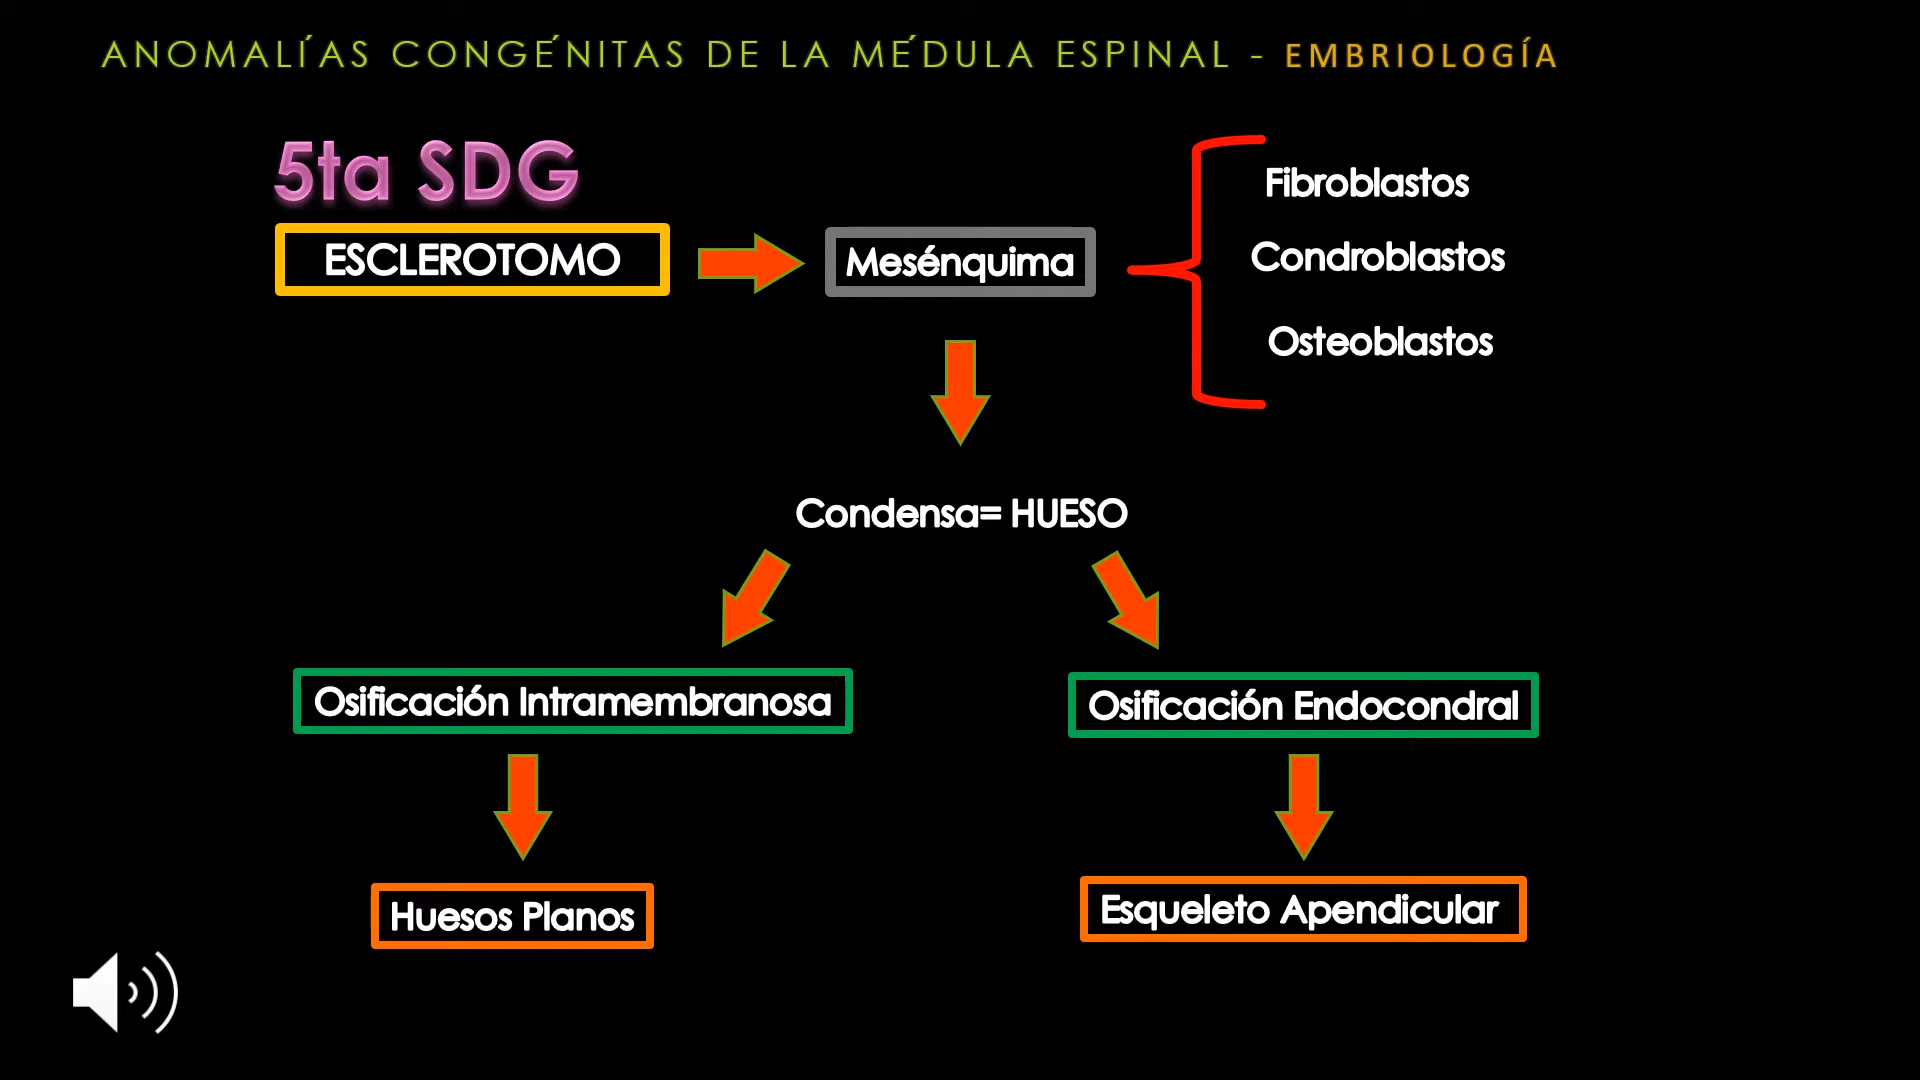 ANOMALÍAS CONGÉNITAS DE LA MÉDULA ESPINAL - EMBRIOLOGÍA
5ta SDG
ESCLEROTOMO
Mesénquima
Fibroblastos
Condroblastos
Osteoblastos
Condensa= HUESO
Osificación Intramembranosa
Osificación Endocondral
Huesos Planos
Esqueleto Apendicular